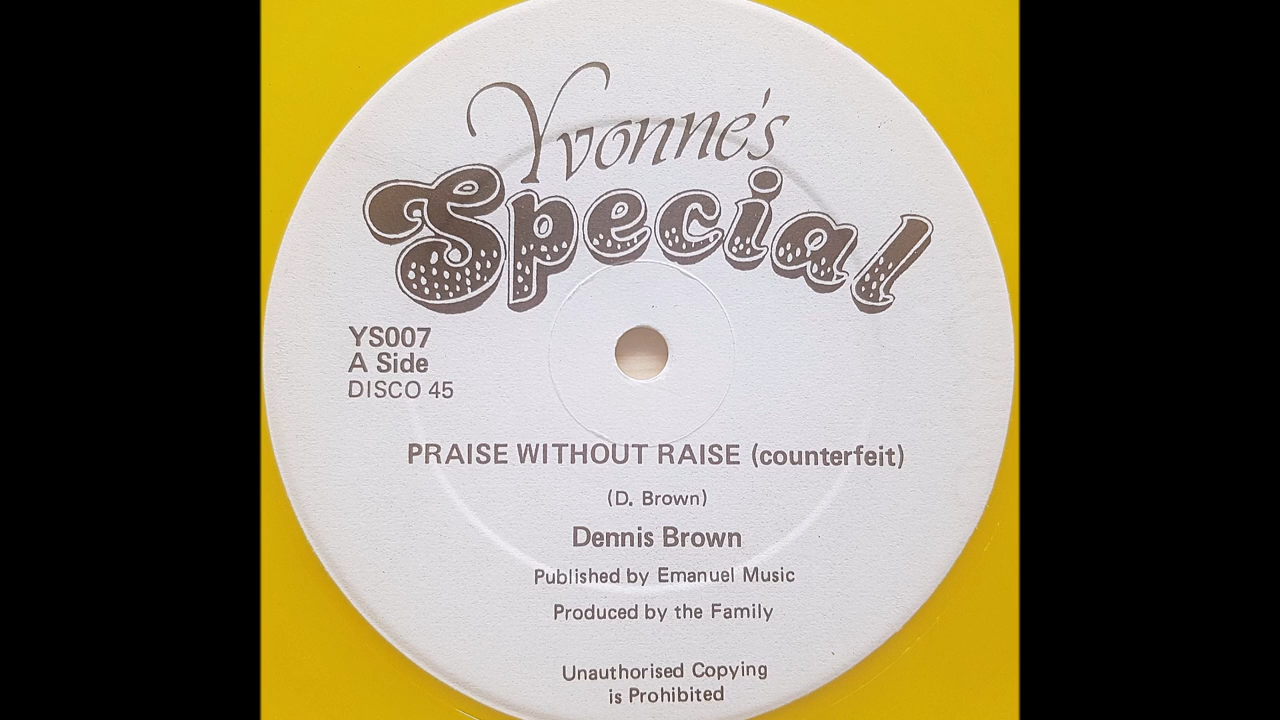 Yvonne's
Special
YS007
A Side
DISCO 45
PRAISE WITHOUT RAISE (counterfeit)
(D. Brown)
Dennis Brown
Published by Emanuel Music
Produced by the Family
Unauthorised Copying
is Prohibited